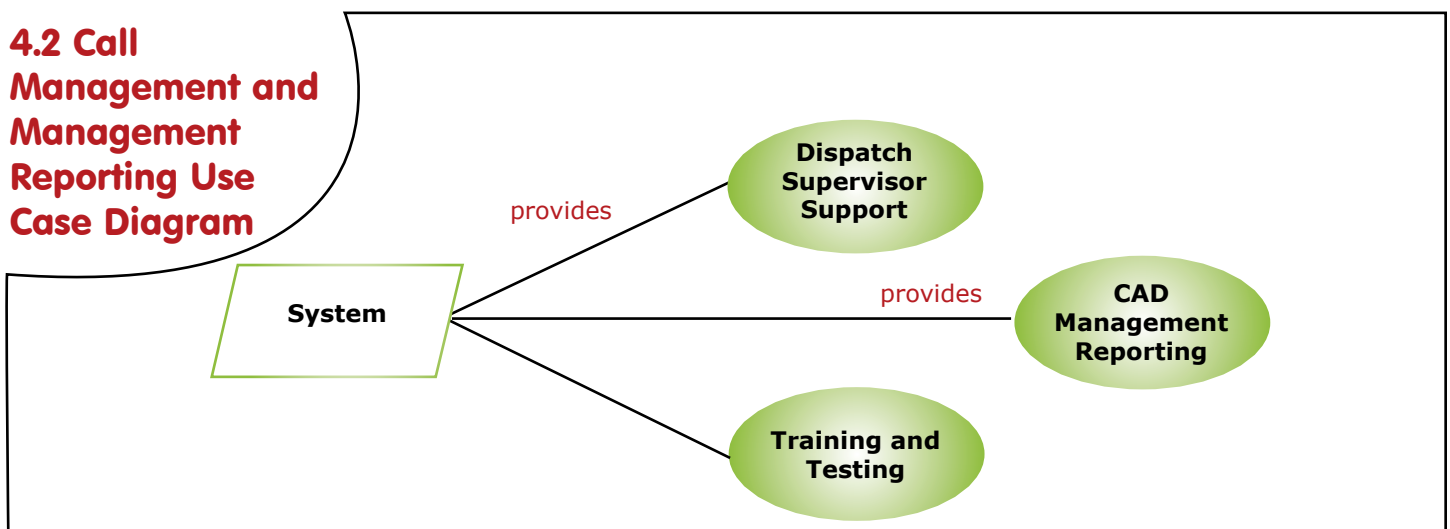 4.2 Call
Management and
Management
Reporting Use
Case Diagram
Dispatch
Supervisor
Support
provides
provides
System
CAD
Management
Reporting
Training and
Testing